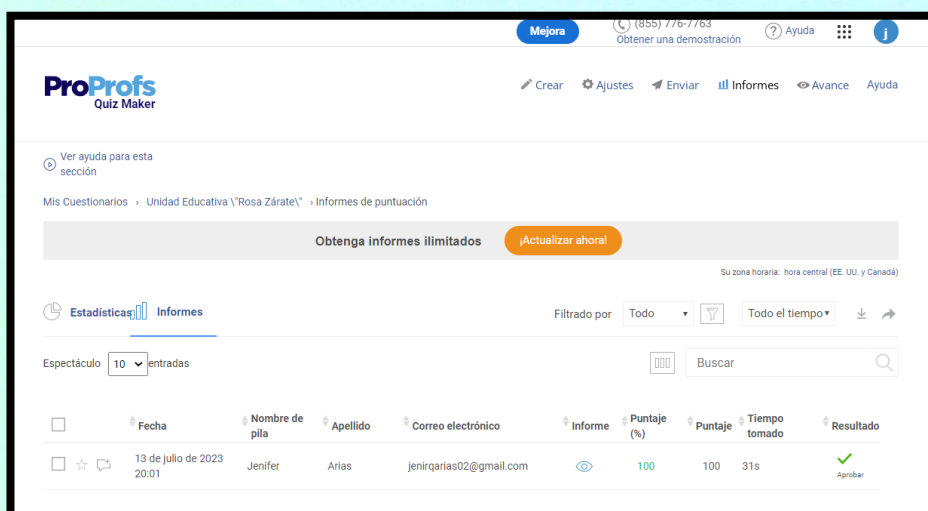 Mejora
(855) 776-7763
Obtener una demostración
? Ayuda
j
ProProfs
Quiz Maker
Crear Ajustes Enviar Informes Avance Ayuda
Ver ayuda para esta
sección
Mis Cuestionarios › Unidad Educativa \"Rosa Zárate\" › Informes de puntuación
Obtenga informes ilimitados ¡Actualizar ahora!
Su zona horaria: hora central (EE. UU. y Canadá)
Estadísticas Informes Filtrado por Todo Todo el tiempo
Espectáculo 10 entradas Buscar
Fecha Nombre de pila Apellido Correo electrónico Informe Puntaje (%) Puntaje Tiempo tomado Resultado
13 de julio de 2023 20:01 Jenifer Arias jenirqarias02@gmail.com 100 100 31s Aprobar